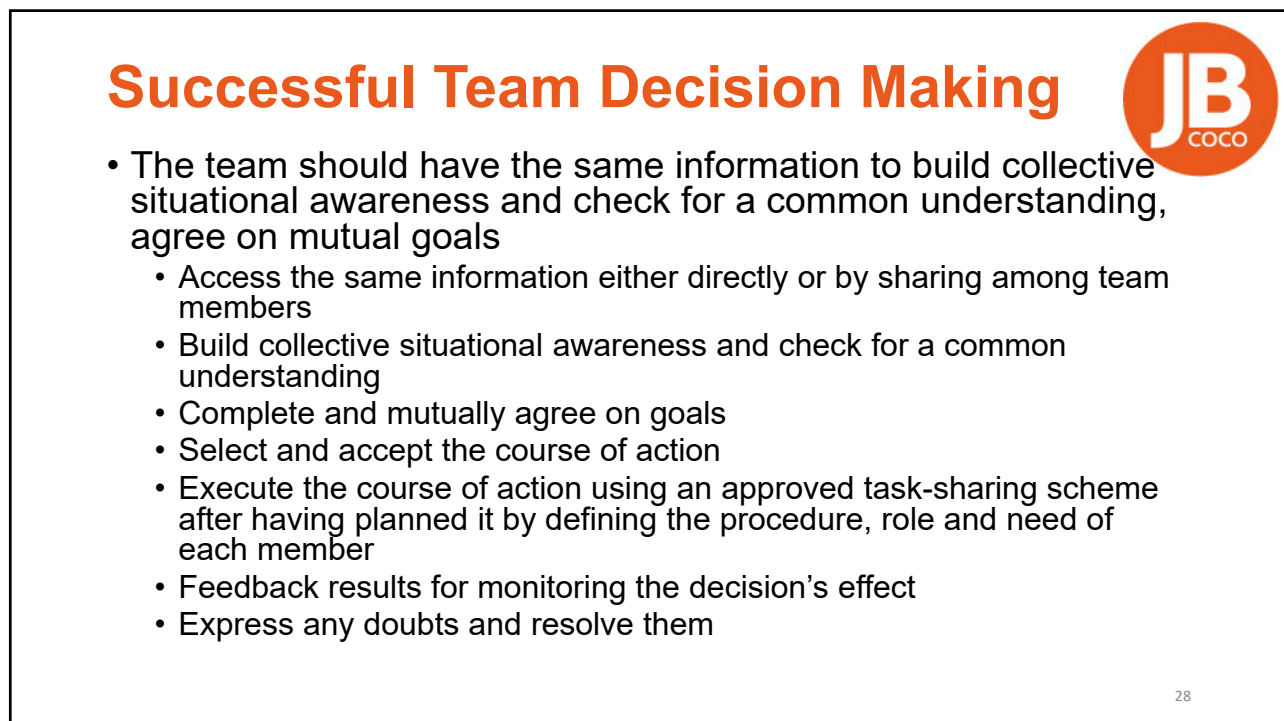 Successful Team Decision Making
JB
COCO
• The team should have the same information to build collective
situational awareness and check for a common understanding,
agree on mutual goals
• Access the same information either directly or by sharing among team
members
• Build collective situational awareness and check for a common
understanding
• Complete and mutually agree on goals
• Select and accept the course of action
• Execute the course of action using an approved task-sharing scheme
after having planned it by defining the procedure, role and need of
each member
• Feedback results for monitoring the decision’s effect
• Express any doubts and resolve them
28